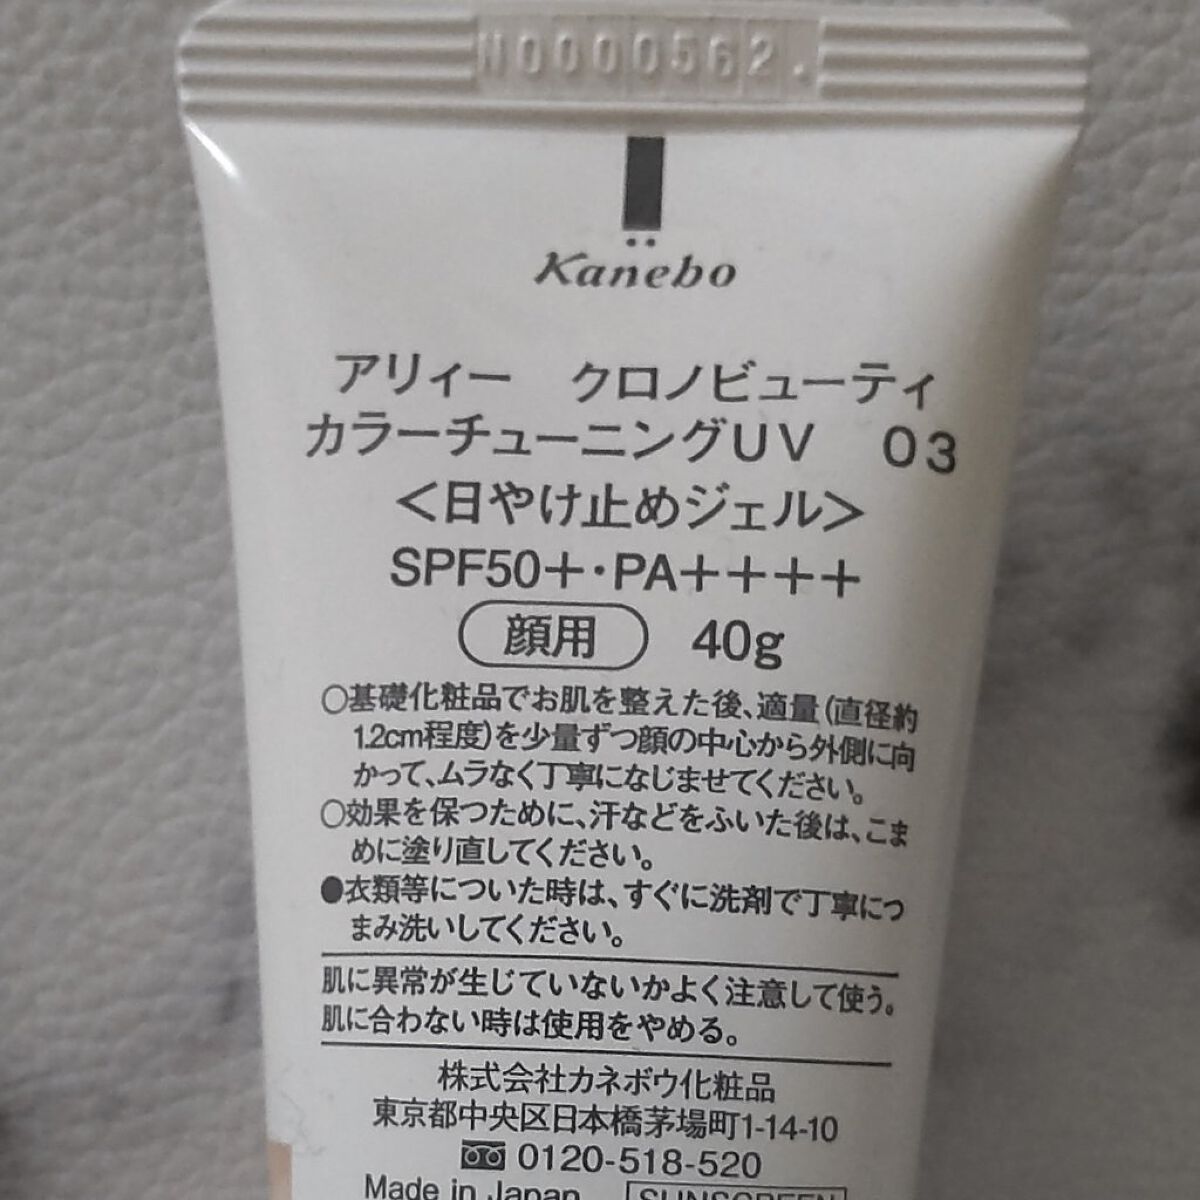 N0000562.
Kanebo
アリィー クロノビューティ
カラーチューニングUV 03
<日やけ止めジェル>
SPF50+・PA++++
顔用 40g
○基礎化粧品でお肌を整えた後、適量(直径約
1.2cm程度)を少量ずつ顔の中心から外側に向
かって、ムラなく丁寧になじませてください。
○効果を保つために、汗などをふいた後は、こま
めに塗り直してください。
●衣類等についた時は、すぐに洗剤で丁寧につ
まみ洗いしてください。
肌に異常が生じていないかよく注意して使う。
肌に合わない時は使用をやめる。
株式会社カネボウ化粧品
東京都中央区日本橋茅場町1-14-10
0120-518-520
Made in Japan SUNSCREEN